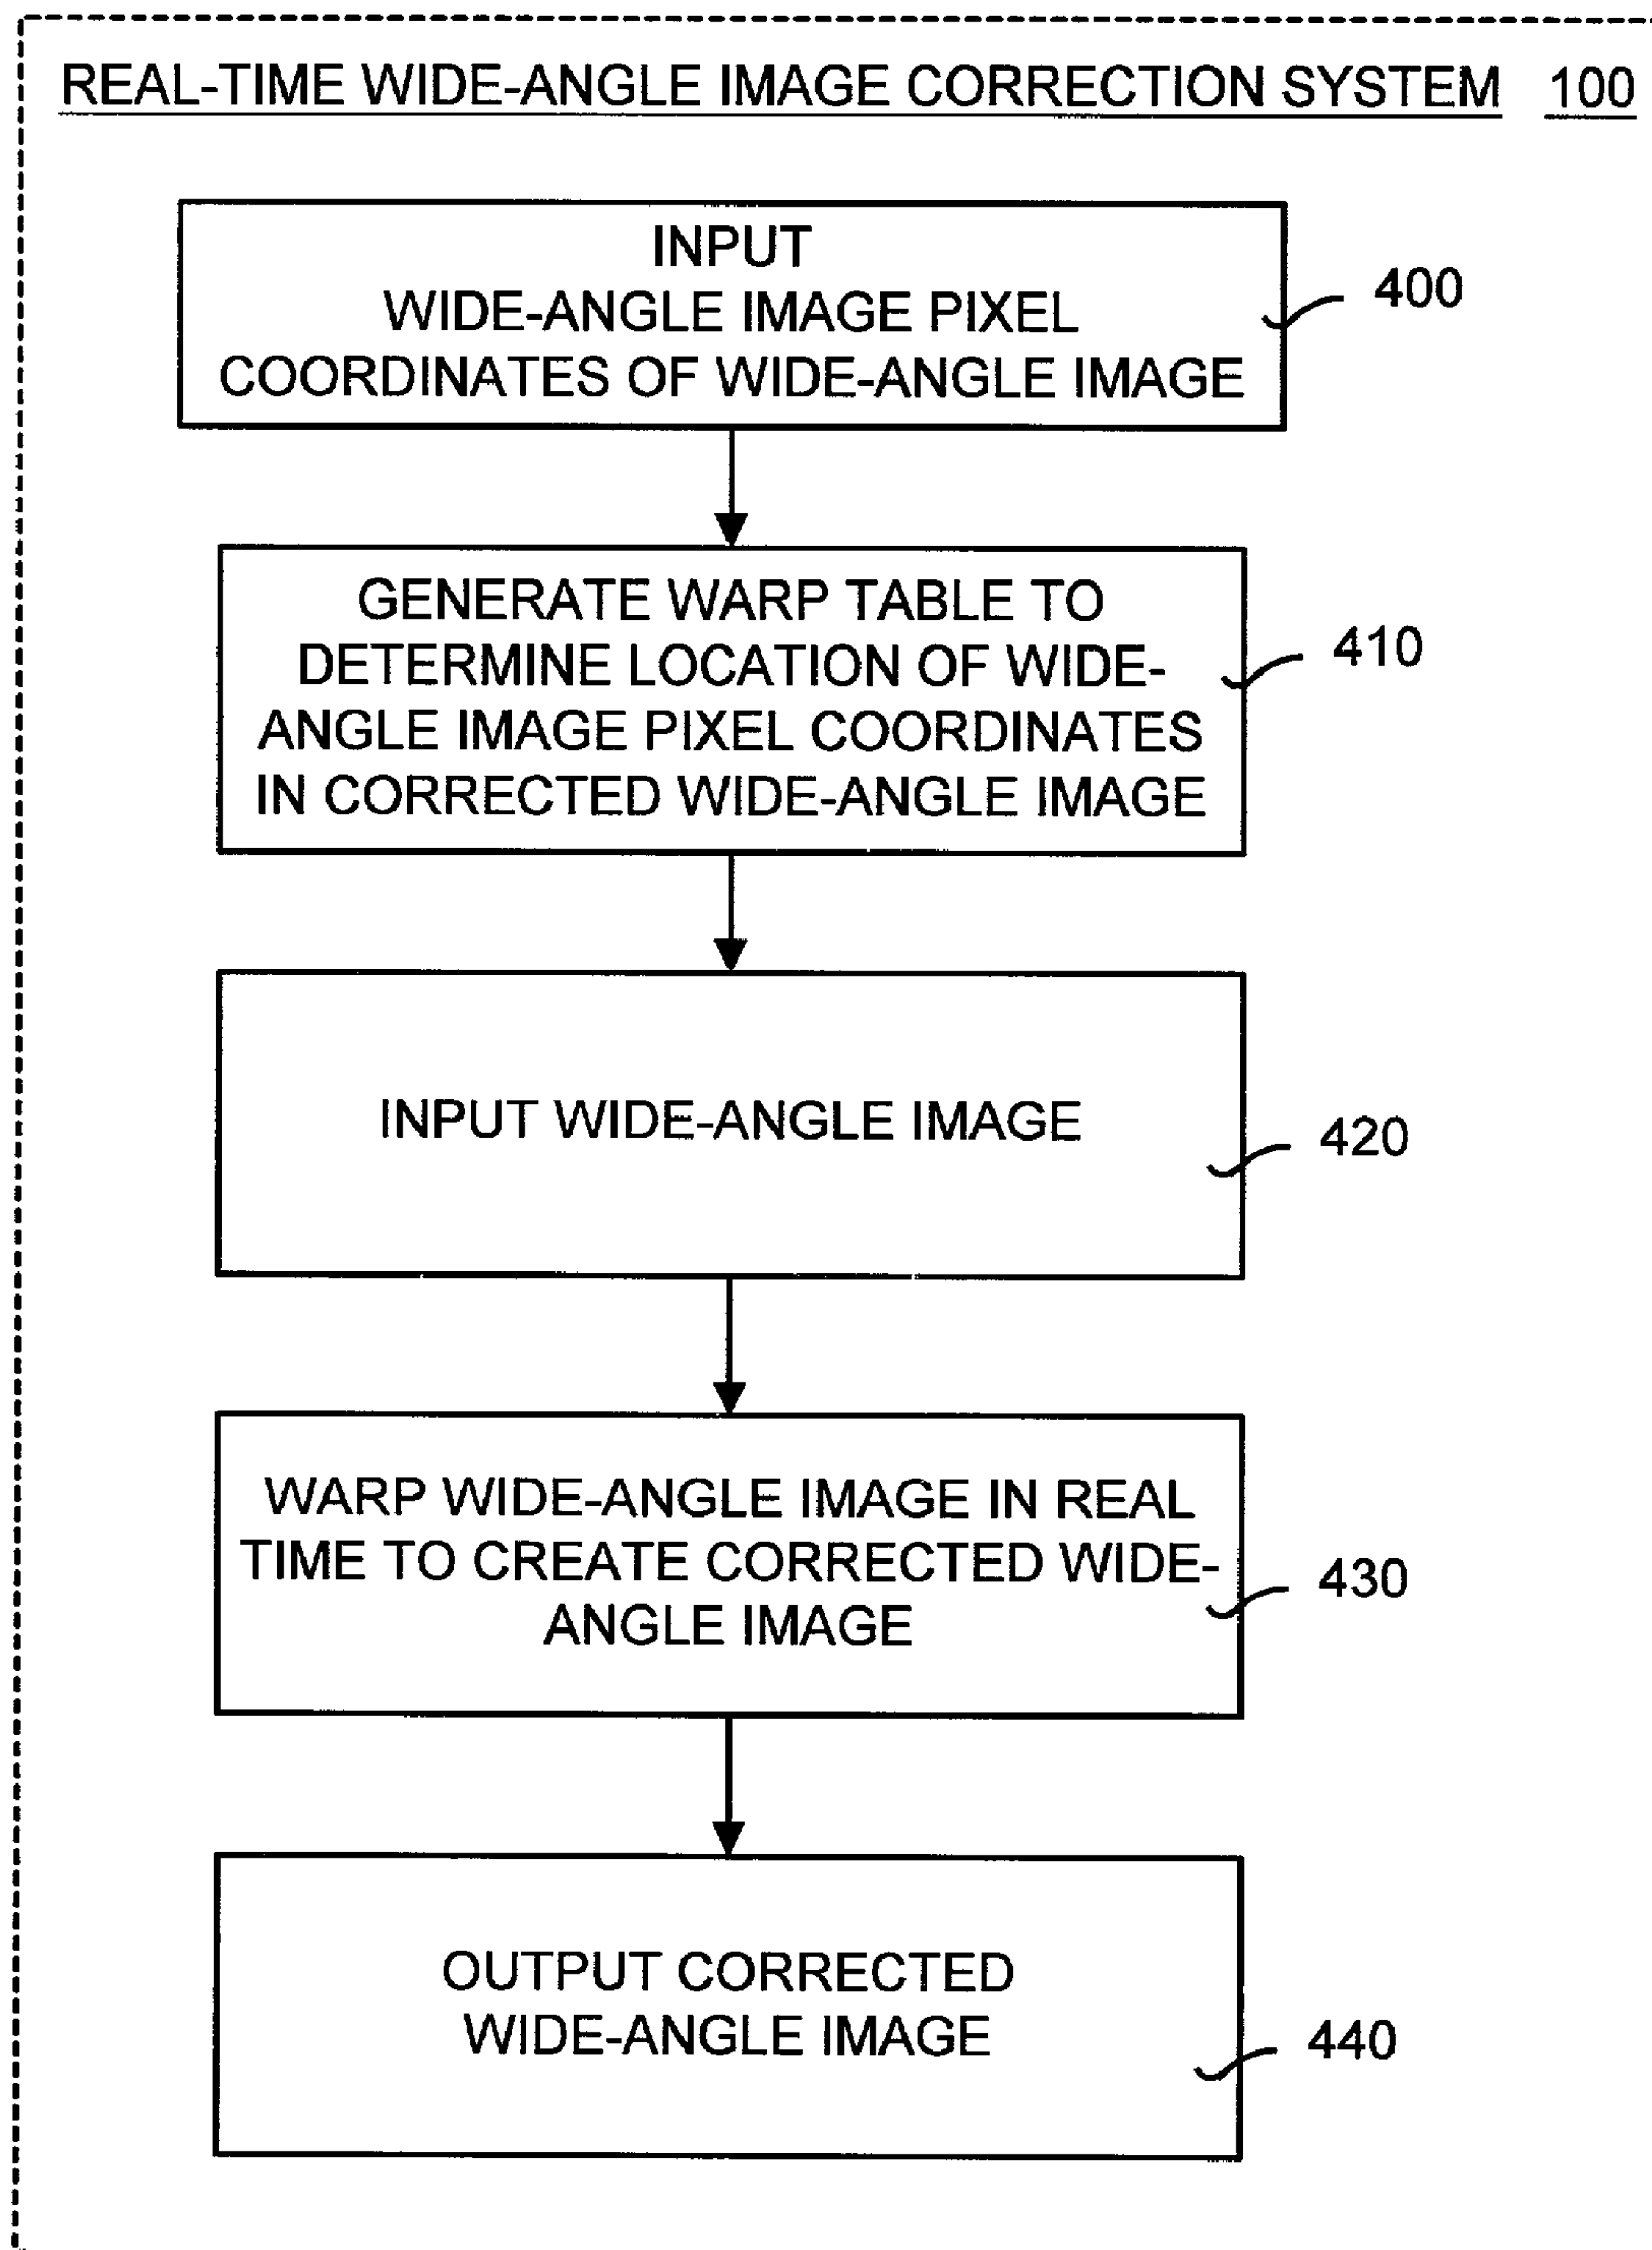 REAL-TIME WIDE-ANGLE IMAGE CORRECTION SYSTEM 100
INPUT
WIDE-ANGLE IMAGE PIXEL
COORDINATES OF WIDE-ANGLE IMAGE
400
GENERATE WARP TABLE TO
DETERMINE LOCATION OF WIDE-
ANGLE IMAGE PIXEL COORDINATES
IN CORRECTED WIDE-ANGLE IMAGE
410
INPUT WIDE-ANGLE IMAGE
420
WARP WIDE-ANGLE IMAGE IN REAL
TIME TO CREATE CORRECTED WIDE-
ANGLE IMAGE
430
OUTPUT CORRECTED
WIDE-ANGLE IMAGE
440